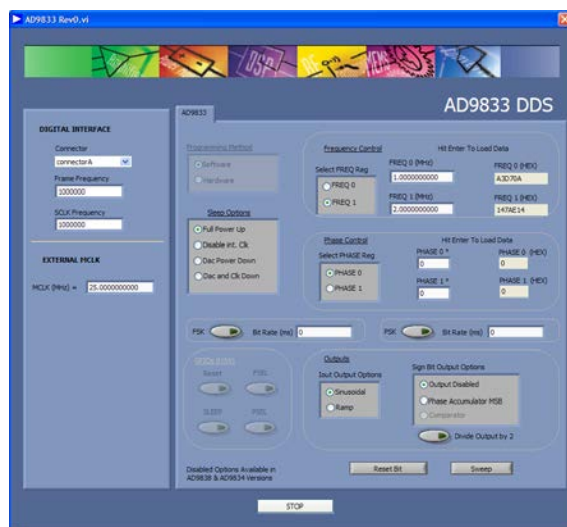 AD9833 Rev0.vi
DSP
RF
MEMS
AD9833 DDS
DIGITAL INTERFACE
Connector
connector A
Frame Frequency
1000000
SCLK Frequency
1000000
EXTERNAL MCLK
MCLK (MHz) = 25.000000000
AD9833
Programming Method
Software
Hardware
Sleep Options
Full Power Up
Disable int. Clk
Dac Power Down
Dac and Clk Down
Frequency Control
Hit Enter To Load Data
Select FREQ Reg
FREQ 0
FREQ 1
FREQ 0 (MHz)
1.0000000000
FREQ 0 (HEX)
A3D70A
FREQ 1 (MHz)
2.0000000000
FREQ 1 (HEX)
147AE14
Phase Control
Hit Enter To Load Data
Select PHASE Reg
PHASE 0
PHASE 1
PHASE 0 °
0
PHASE 0 (HEX)
0
PHASE 1 °
0
PHASE 1 (HEX)
0
FSK
Bit Rate (ms) 0
PSK
Bit Rate (ms) 0
Reset
FSEL
SLEEP
PSEL
Outputs
Iout Output Options
Sinusoidal
Ramp
Sign Bit Output Options
Output Disabled
Phase Accumulator MSB
Comparator
Divide Output by 2
Disabled Options Available in
AD9838 & AD9834 Versions
Reset Bit
Sweep
STOP